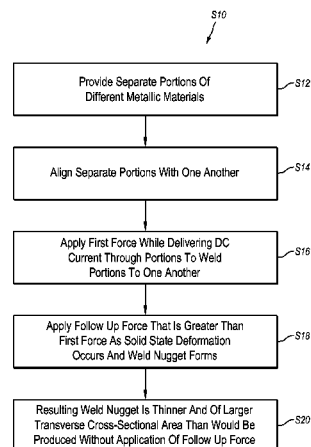 S10
Provide Separate Portions Of
Different Metallic Materials
S12
Align Separate Portions With One Another
S14
Apply First Force While Delivering DC
Current Through Portions To Weld
Portions To One Another
S16
Apply Follow Up Force That Is Greater Than
First Force As Solid State Deformation
Occurs And Weld Nugget Forms
S18
Resulting Weld Nugget Is Thinner And Of Larger
Transverse Cross-Sectional Area Than Would Be
Produced Without Application Of Follow Up Force
S20